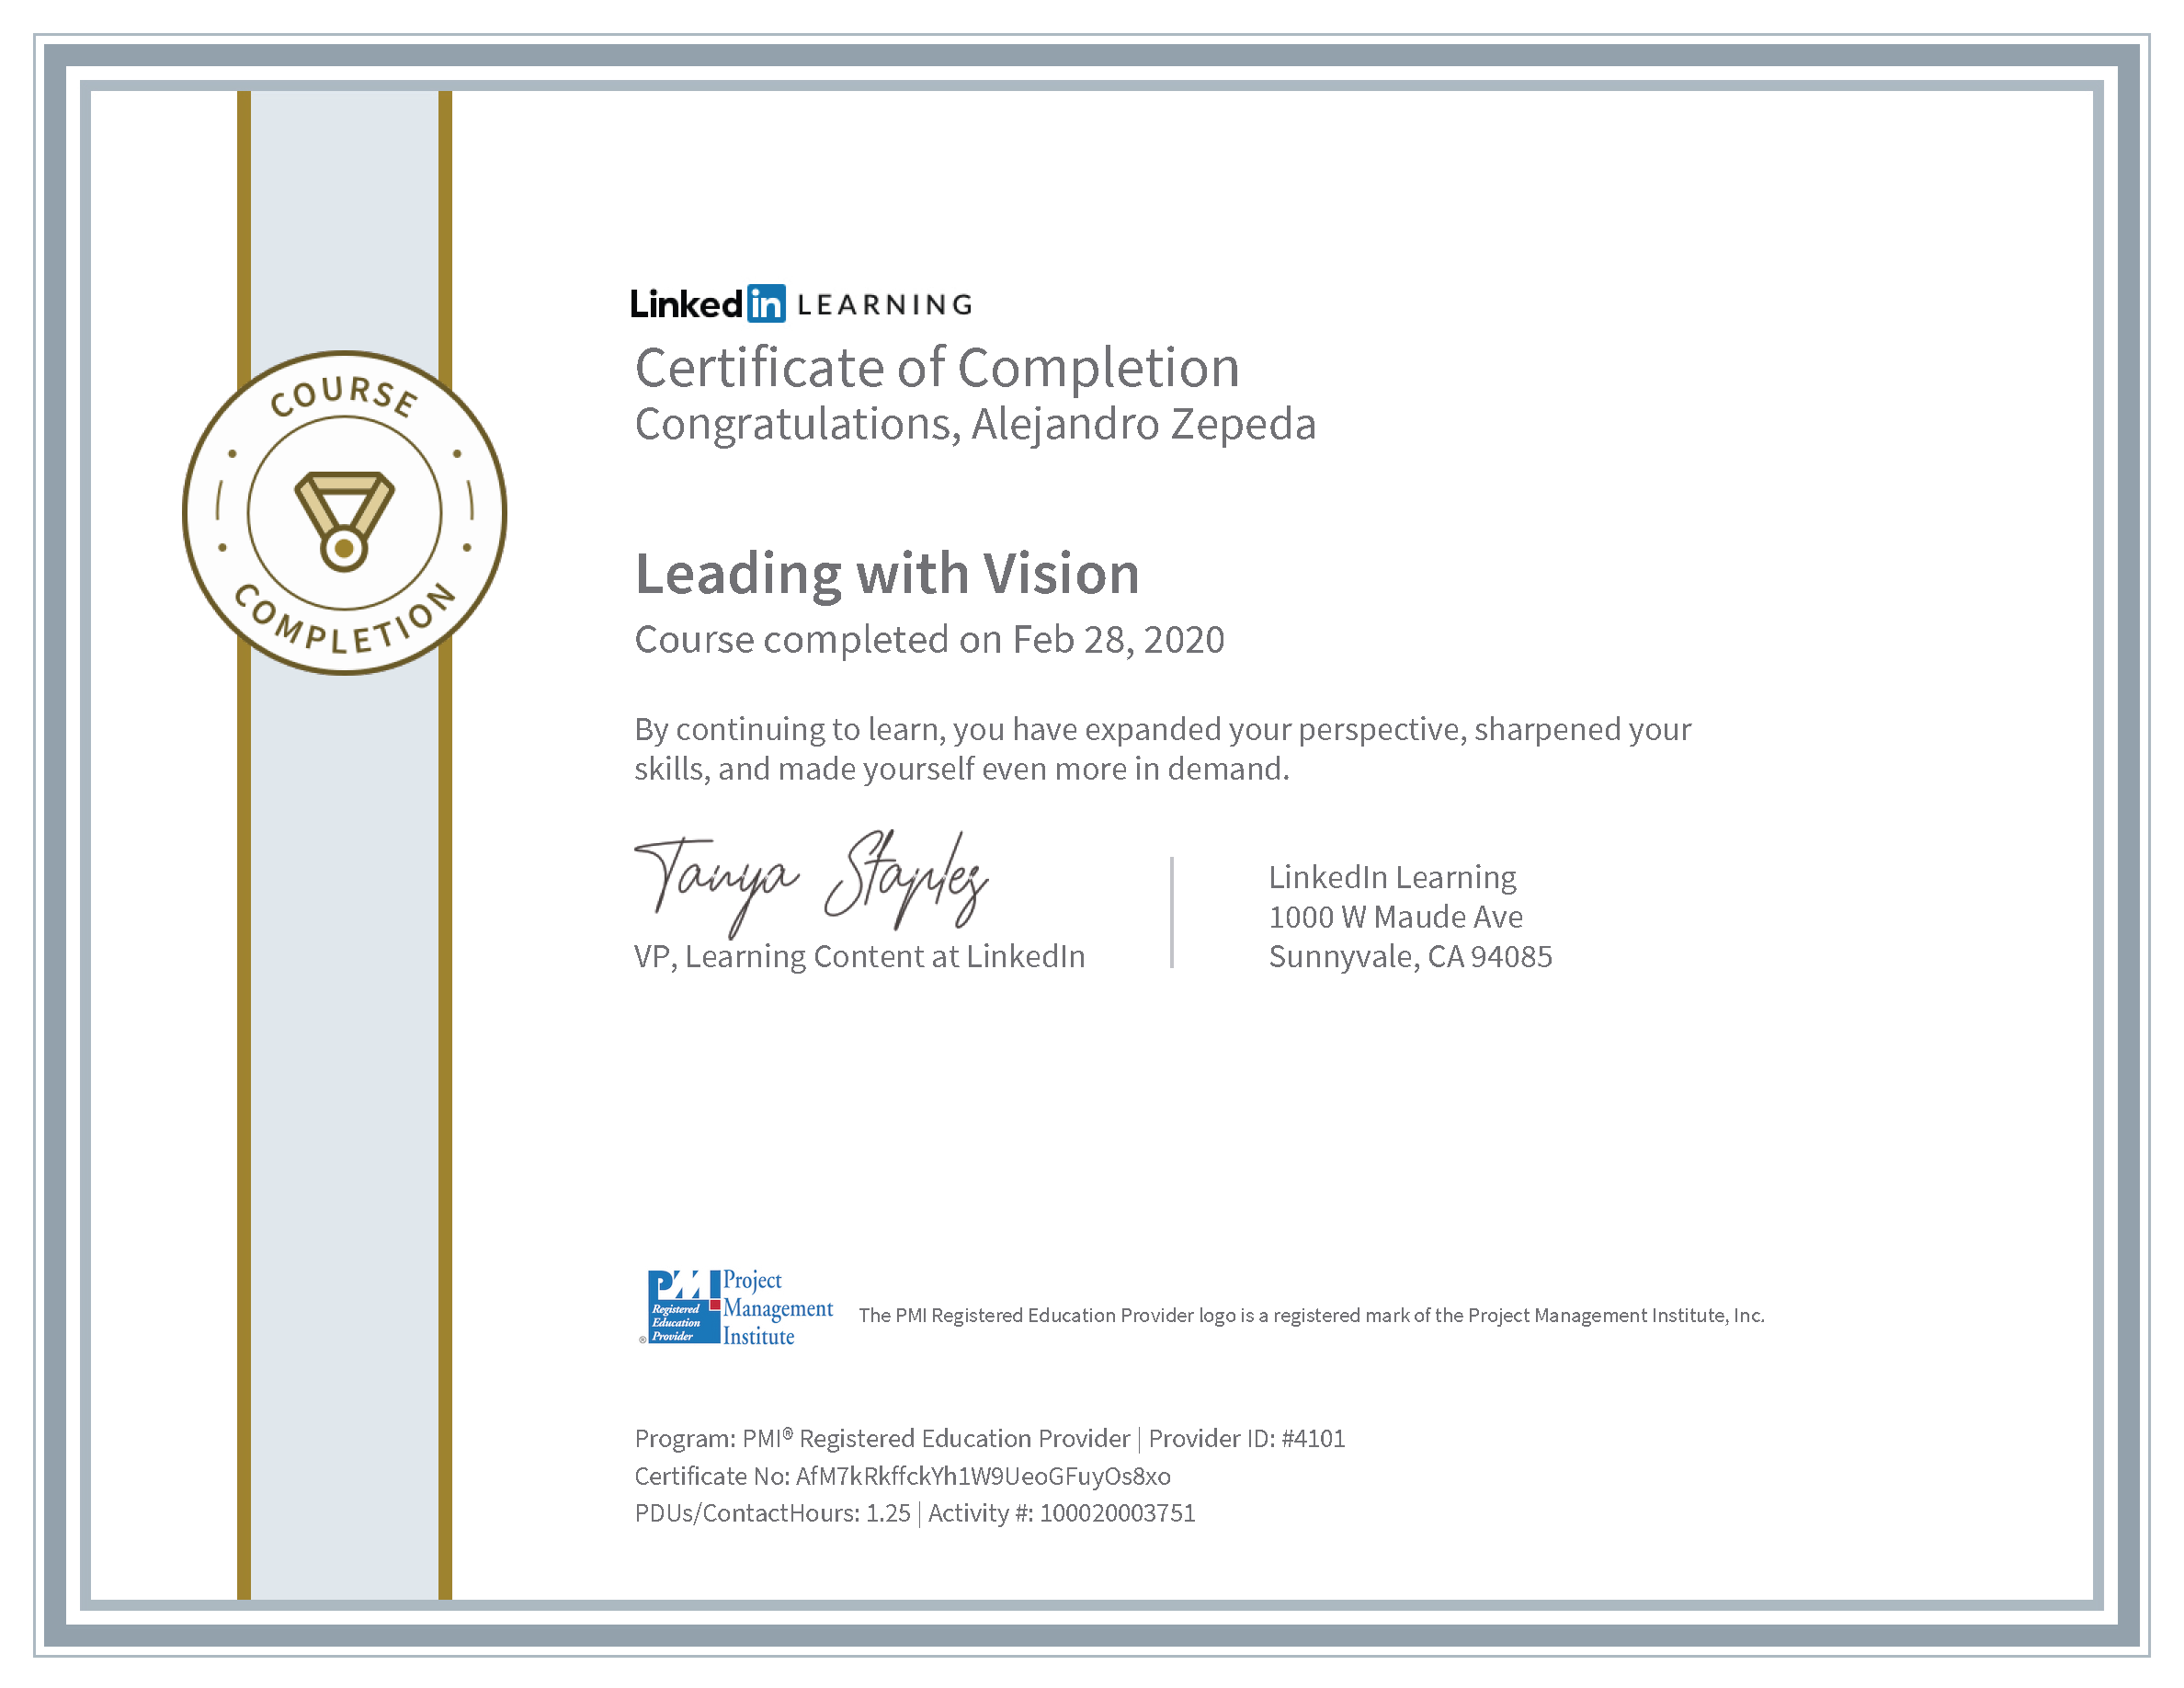 COURSE
COMPLETION
Linked in LEARNING
Certificate of Completion
Congratulations, Alejandro Zepeda
Leading with Vision
Course completed on Feb 28, 2020
By continuing to learn, you have expanded your perspective, sharpened your
skills, and made yourself even more in demand.
Tanya Staples
VP, Learning Content at LinkedIn
LinkedIn Learning
1000 W Maude Ave
Sunnyvale, CA 94085
PMI
Registered
Education
® Provider
Project
Management
Institute
The PMI Registered Education Provider logo is a registered mark of the Project Management Institute, Inc.
Program: PMI® Registered Education Provider | Provider ID: #4101
Certificate No: AfM7kRkffckYh1W9UeoGFuyOs8xo
PDUs/ContactHours: 1.25 | Activity #: 100020003751